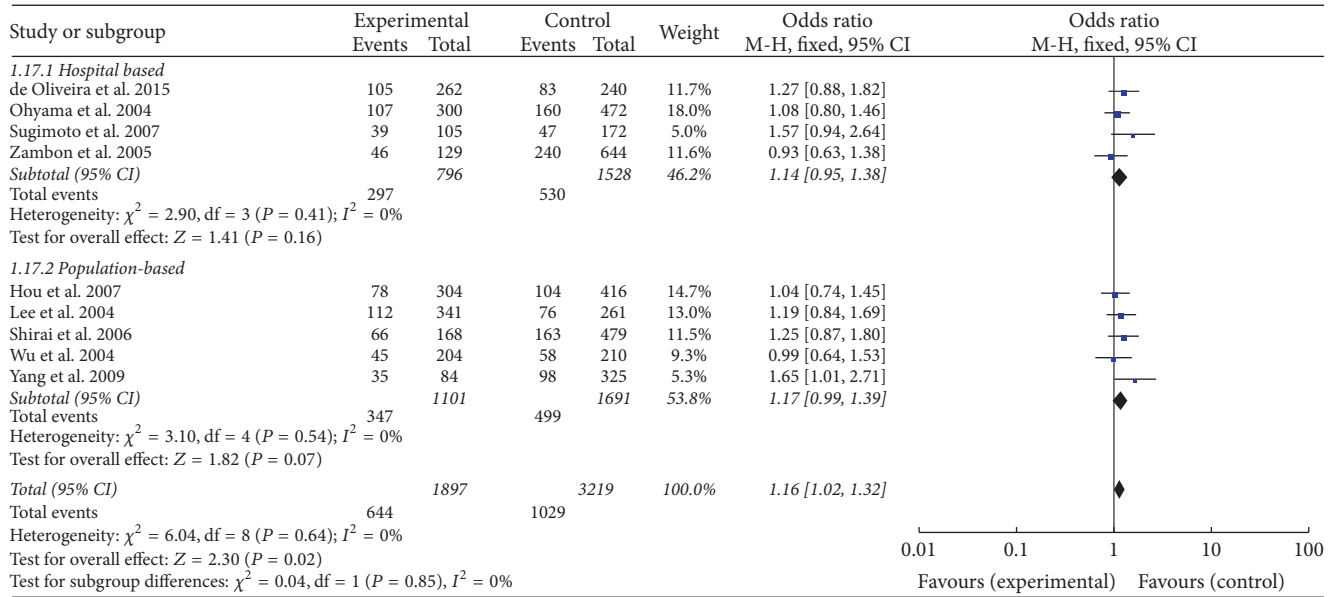 Study or subgroup Experimental Control Weight Odds ratio Odds ratio
Events Total Events Total M-H, fixed, 95% CI M-H, fixed, 95% CI
1.17.1 Hospital based
de Oliveira et al. 2015 105 262 83 240 11.7% 1.27 [0.88, 1.82]
Ohyama et al. 2004 107 300 160 472 18.0% 1.08 [0.80, 1.46]
Sugimoto et al. 2007 39 105 47 172 5.0% 1.57 [0.94, 2.64]
Zambon et al. 2005 46 129 240 644 11.6% 0.93 [0.63, 1.38]
Subtotal (95% CI) 796 1528 46.2% 1.14 [0.95, 1.38]
Total events 297 530
Heterogeneity: χ² = 2.90, df = 3 (P = 0.41); I² = 0%
Test for overall effect: Z = 1.41 (P = 0.16)
1.17.2 Population-based
Hou et al. 2007 78 304 104 416 14.7% 1.04 [0.74, 1.45]
Lee et al. 2004 112 341 76 261 13.0% 1.19 [0.84, 1.69]
Shirai et al. 2006 66 168 163 479 11.5% 1.25 [0.87, 1.80]
Wu et al. 2004 45 204 58 210 9.3% 0.99 [0.64, 1.53]
Yang et al. 2009 35 84 98 325 5.3% 1.65 [1.01, 2.71]
Subtotal (95% CI) 1101 1691 53.8% 1.17 [0.99, 1.39]
Total events 347 499
Heterogeneity: χ² = 3.10, df = 4 (P = 0.54); I² = 0%
Test for overall effect: Z = 1.82 (P = 0.07)
Total (95% CI) 1897 3219 100.0% 1.16 [1.02, 1.32]
Total events 644 1029
Heterogeneity: χ² = 6.04, df = 8 (P = 0.64); I² = 0%
Test for overall effect: Z = 2.30 (P = 0.02)
Test for subgroup differences: χ² = 0.04, df = 1 (P = 0.85), I² = 0%
0.01 0.1 1 10 100
Favours (experimental) Favours (control)